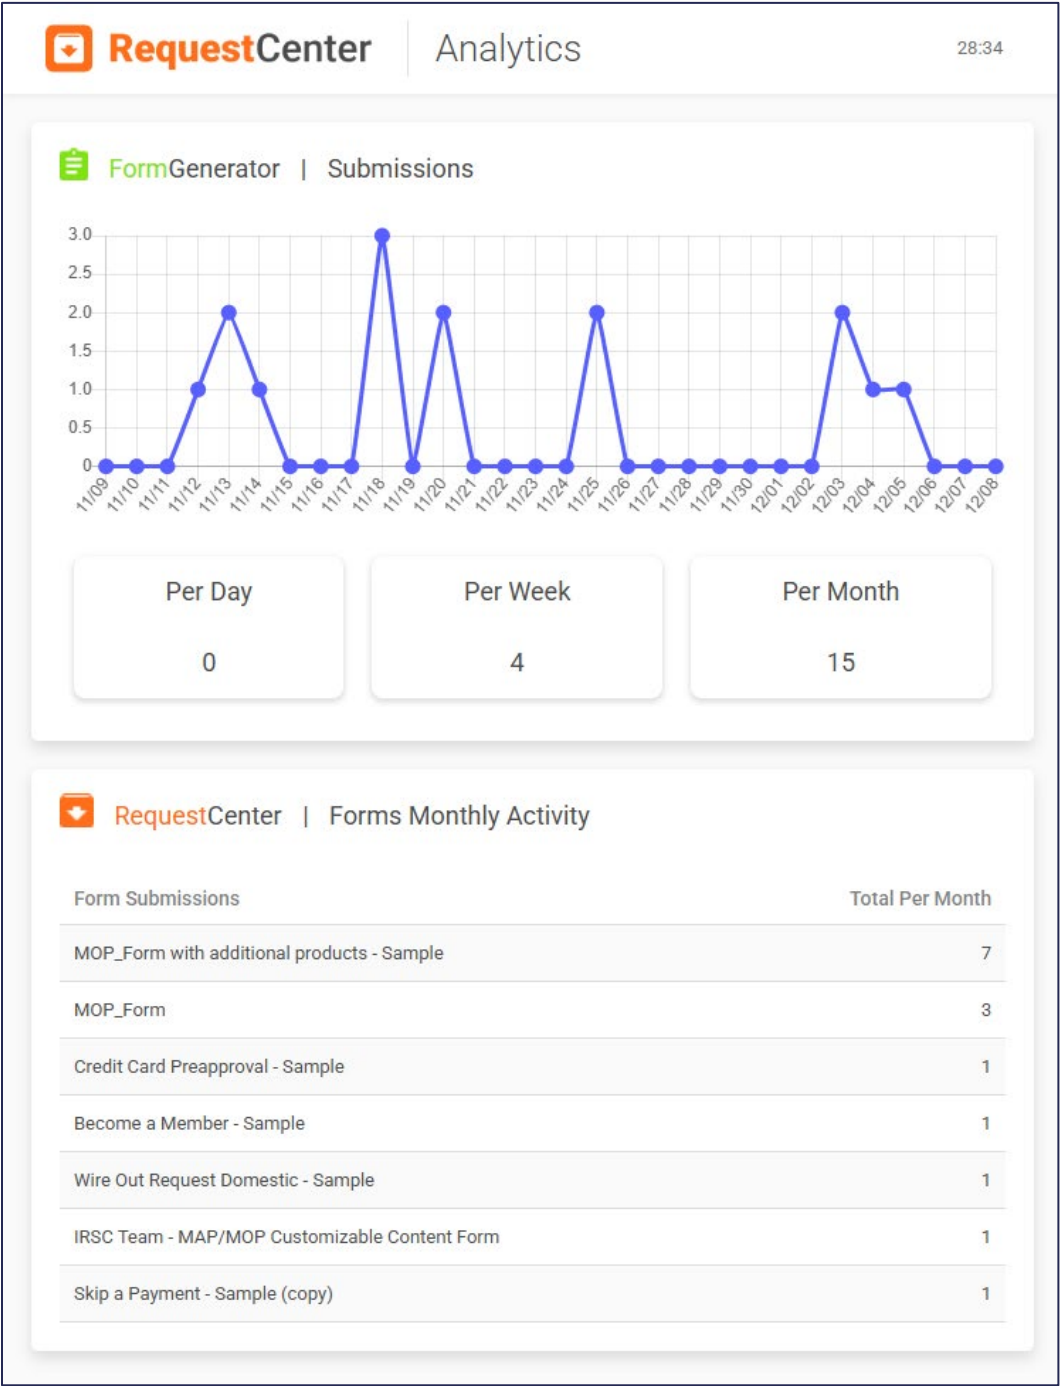 RequestCenter
Analytics
28:34
FormGenerator | Submissions
3.0
2.5
2.0
1.5
1.0
0.5
0
11/09 11/10 11/11 11/12 11/13 11/14 11/15 11/16 11/17 11/18 11/19 11/20 11/21 11/22 11/23 11/24 11/25 11/26 11/27 11/28 11/29 11/30 12/01 12/02 12/03 12/04 12/05 12/06 12/07 12/08
Per Day Per Week Per Month
0 4 15
RequestCenter | Forms Monthly Activity
Form Submissions Total Per Month
MOP_Form with additional products - Sample 7
MOP_Form 3
Credit Card Preapproval - Sample 1
Become a Member - Sample 1
Wire Out Request Domestic - Sample 1
IRSC Team - MAP/MOP Customizable Content Form 1
Skip a Payment - Sample (copy) 1